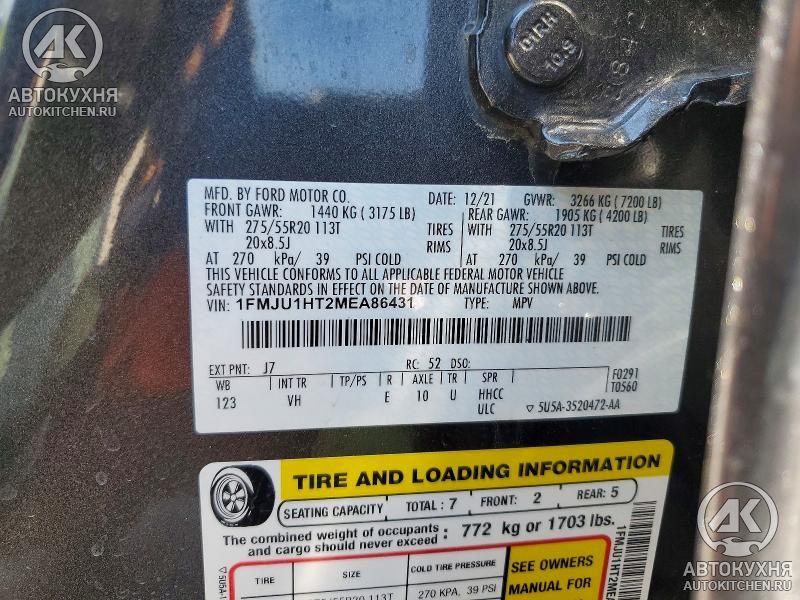 АВТОКУХНЯ
AUTOKITCHEN.RU
10.9
MFD. BY FORD MOTOR CO. DATE: 12/21 GVWR: 3266 KG ( 7200 LB)
FRONT GAWR: 1440 KG ( 3175 LB) REAR GAWR: 1905 KG ( 4200 LB)
WITH 275/55R20 113T TIRES WITH 275/55R20 113T TIRES
20x8.5J RIMS 20x8.5J RIMS
AT 270 kPa/ 39 PSI COLD AT 270 kPa/ 39 PSI COLD
THIS VEHICLE CONFORMS TO ALL APPLICABLE FEDERAL MOTOR VEHICLE
SAFETY STANDARDS IN EFFECT ON THE DATE OF MANUFACTURE SHOWN ABOVE.
VIN: 1FMJU1HT2MEA86431 TYPE: MPV
EXT PNT: J7 RC: 52 DSO: F0291
WB INT TR TP/PS R AXLE TR SPR T0560
123 VH E 10 U HHCC
ULC ▽ 5U5A-3520472-AA
TIRE AND LOADING INFORMATION
SEATING CAPACITY TOTAL: 7 FRONT: 2 REAR: 5
The combined weight of occupants and cargo should never exceed: 772 kg or 1703 lbs.
TIRE SIZE COLD TIRE PRESSURE SEE OWNERS
275/55R20 113T 270 KPA, 39 PSI MANUAL FOR
1FMJU1HT2MEA
АВТОКУХНЯ
AUTOKITCHEN.RU